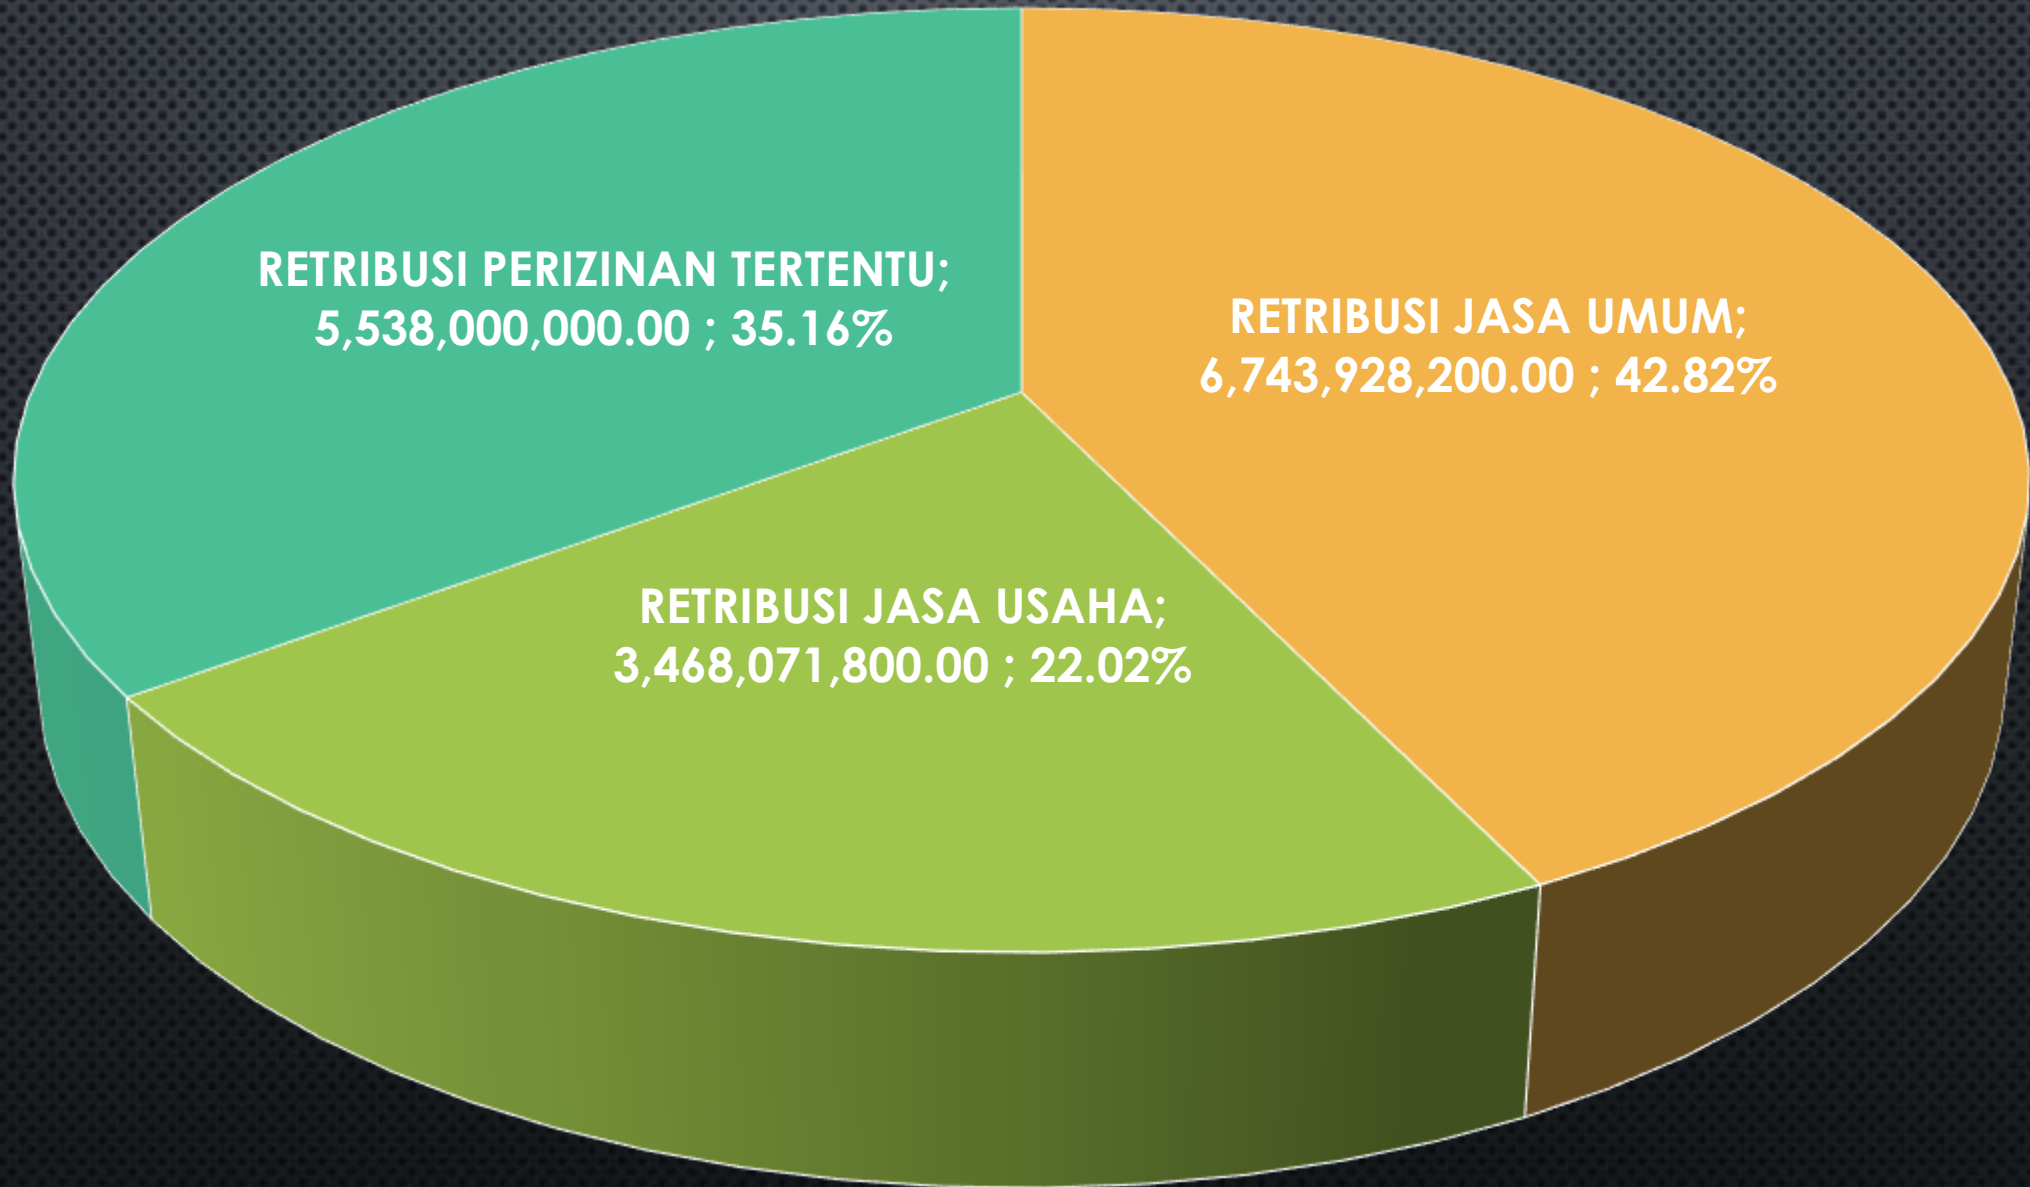 RETRIBUSI PERIZINAN TERTENTU;
5,538,000,000.00 ; 35.16%
RETRIBUSI JASA UMUM;
6,743,928,200.00 ; 42.82%
RETRIBUSI JASA USAHA;
3,468,071,800.00 ; 22.02%